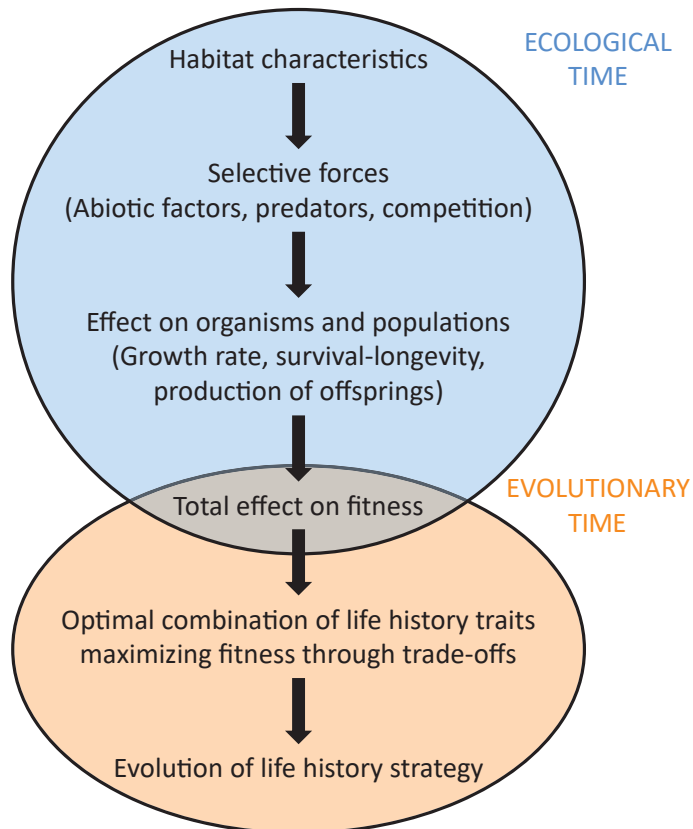 Habitat characteristics
ECOLOGICAL
TIME
Selective forces
(Abiotic factors, predators, competition)
Effect on organisms and populations
(Growth rate, survival-longevity,
production of offsprings)
Total effect on fitness
EVOLUTIONARY
TIME
Optimal combination of life history traits
maximizing fitness through trade-offs
Evolution of life history strategy